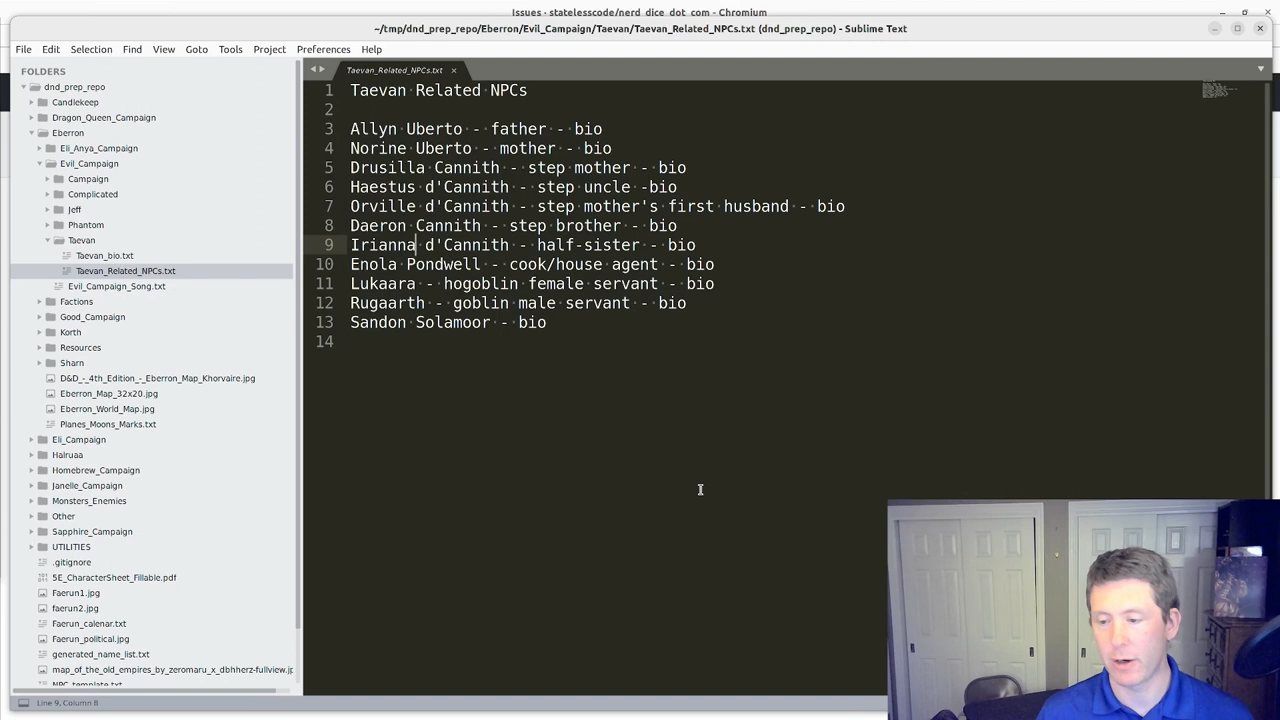 Issues · statelesscode/nerd_dice_dot_com - Chromium
~/tmp/dnd_prep_repo/Eberron/Evil_Campaign/Taevan/Taevan_Related_NPCs.txt (dnd_prep_repo) - Sublime Text
File Edit Selection Find View Goto Tools Project Preferences Help
FOLDERS
dnd_prep_repo
Candlekeep
Dragon_Queen_Campaign
Eberron
Eli_Anya_Campaign
Evil_Campaign
Campaign
Complicated
Jeff
Phantom
Taevan
Taevan_bio.txt
Taevan_Related_NPCs.txt
Evil_Campaign_Song.txt
Factions
Good_Campaign
Korth
Resources
Sharn
D&D_-_4th_Edition_-_Eberron_Map_Khorvaire.jpg
Eberron_Map_32x20.jpg
Eberron_World_Map.jpg
Planes_Moons_Marks.txt
Eli_Campaign
Halruaa
Homebrew_Campaign
Janelle_Campaign
Monsters_Enemies
Other
Sapphire_Campaign
UTILITIES
.gitignore
5E_CharacterSheet_Fillable.pdf
Faerun1.jpg
faerun2.jpg
Faerun_calenar.txt
Faerun_political.jpg
generated_name_list.txt
map_of_the_old_empires_by_zeromaru_x_dbhherz-fullview.jp
NPC_template.txt
Taevan_Related_NPCs.txt
1 Taevan Related NPCs
2
3 Allyn Uberto - father - bio
4 Norine Uberto - mother - bio
5 Drusilla Cannith - step mother - bio
6 Haestus d'Cannith - step uncle -bio
7 Orville d'Cannith - step mother's first husband - bio
8 Daeron Cannith - step brother - bio
9 Irianna d'Cannith - half-sister - bio
10 Enola Pondwell - cook/house agent - bio
11 Lukaara - hogoblin female servant - bio
12 Rugaarth - goblin male servant - bio
13 Sandon Solamoor - bio
14
Line 9, Column 8